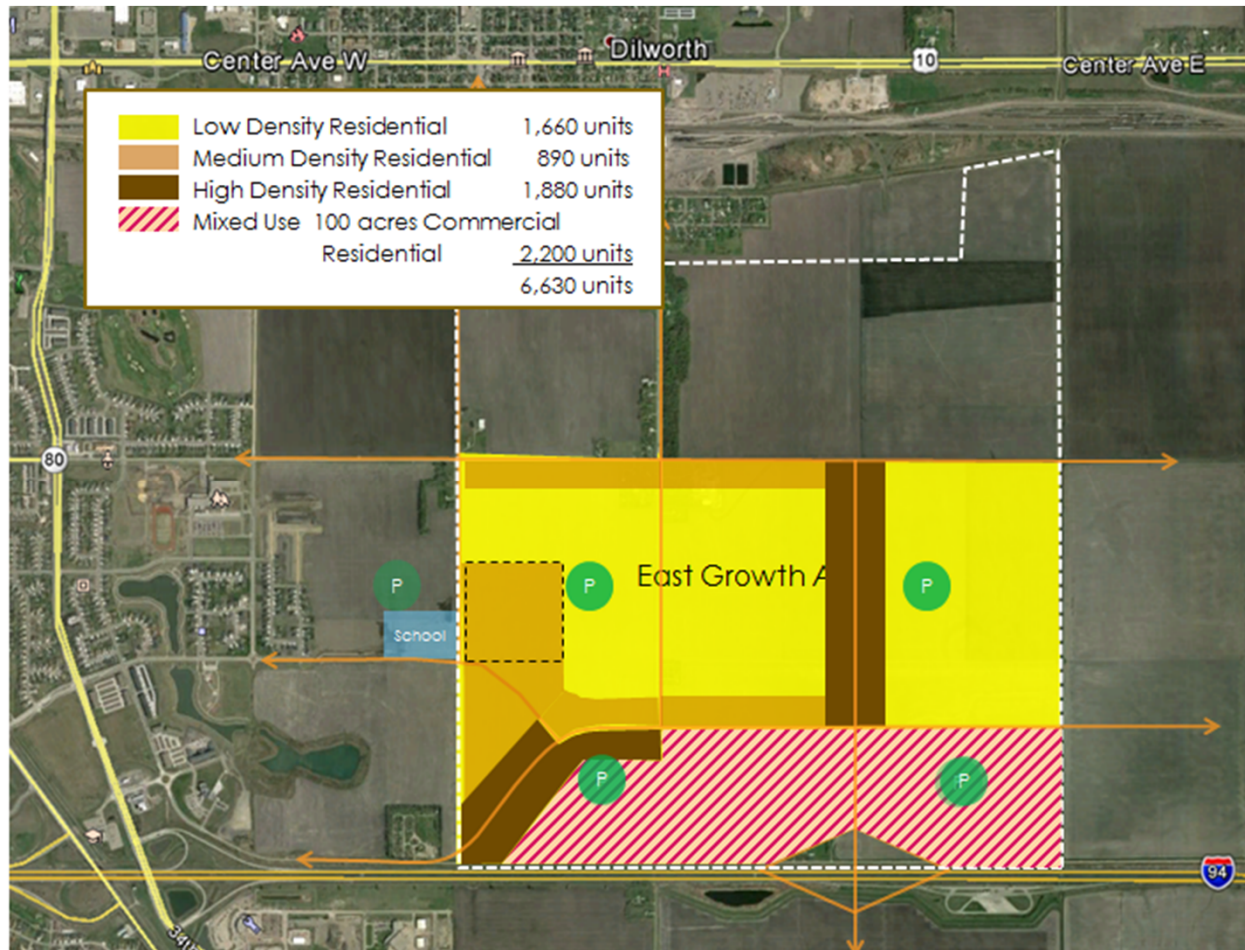 Dilworth
Center Ave W
10
Center Ave E
Low Density Residential 1,660 units
Medium Density Residential 890 units
High Density Residential 1,880 units
Mixed Use 100 acres Commercial
Residential 2,200 units
6,630 units
80
P
P
East Growth A
P
School
P
P
94